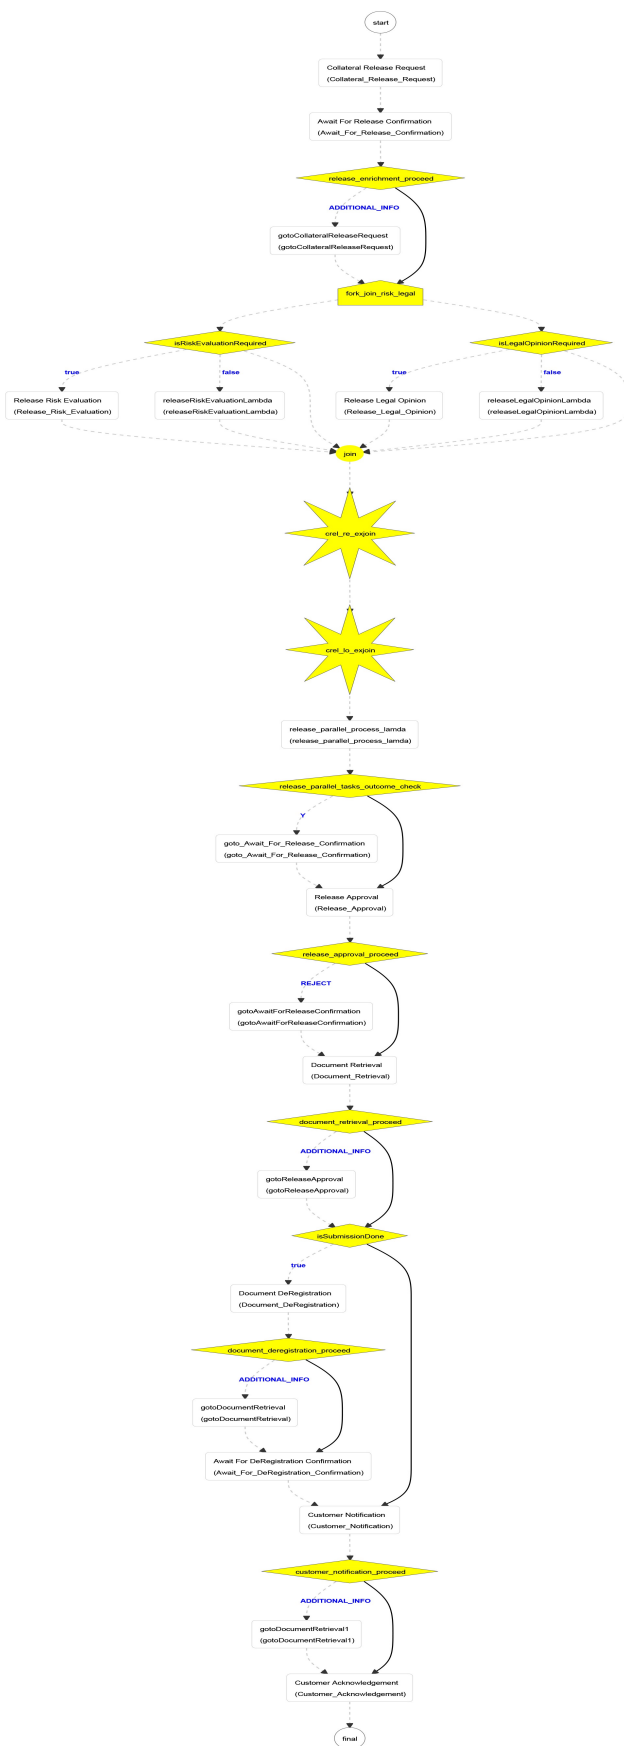 start
Collateral Release Request
(Collateral_Release_Request)
Await For Release Confirmation
(Await_For_Release_Confirmation)
release_enrichment_proceed
ADDITIONAL_INFO
gotoCollateralReleaseRequest
(gotoCollateralReleaseRequest)
fork_join_risk_legal
isRiskEvaluationRequired
isLegalOpinionRequired
true
false
true
false
Release Risk Evaluation
(Release_Risk_Evaluation)
releaseRiskEvaluationLambda
(releaseRiskEvaluationLambda)
Release Legal Opinion
(Release_Legal_Opinion)
releaseLegalOpinionLambda
(releaseLegalOpinionLambda)
join
crel_re_exjoin
crel_lo_exjoin
release_parallel_process_lamda
(release_parallel_process_lamda)
release_parallel_tasks_outcome_check
Y
goto_Await_For_Release_Confirmation
(goto_Await_For_Release_Confirmation)
Release Approval
(Release_Approval)
release_approval_proceed
REJECT
gotoAwaitForReleaseConfirmation
(gotoAwaitForReleaseConfirmation)
Document Retrieval
(Document_Retrieval)
document_retrieval_proceed
ADDITIONAL_INFO
gotoReleaseApproval
(gotoReleaseApproval)
isSubmissionDone
true
Document DeRegistration
(Document_DeRegistration)
document_deregistration_proceed
ADDITIONAL_INFO
gotoDocumentRetrieval
(gotoDocumentRetrieval)
Await For DeRegistration Confirmation
(Await_For_DeRegistration_Confirmation)
Customer Notification
(Customer_Notification)
customer_notification_proceed
ADDITIONAL_INFO
gotoDocumentRetrieval1
(gotoDocumentRetrieval1)
Customer Acknowledgement
(Customer_Acknowledgement)
final